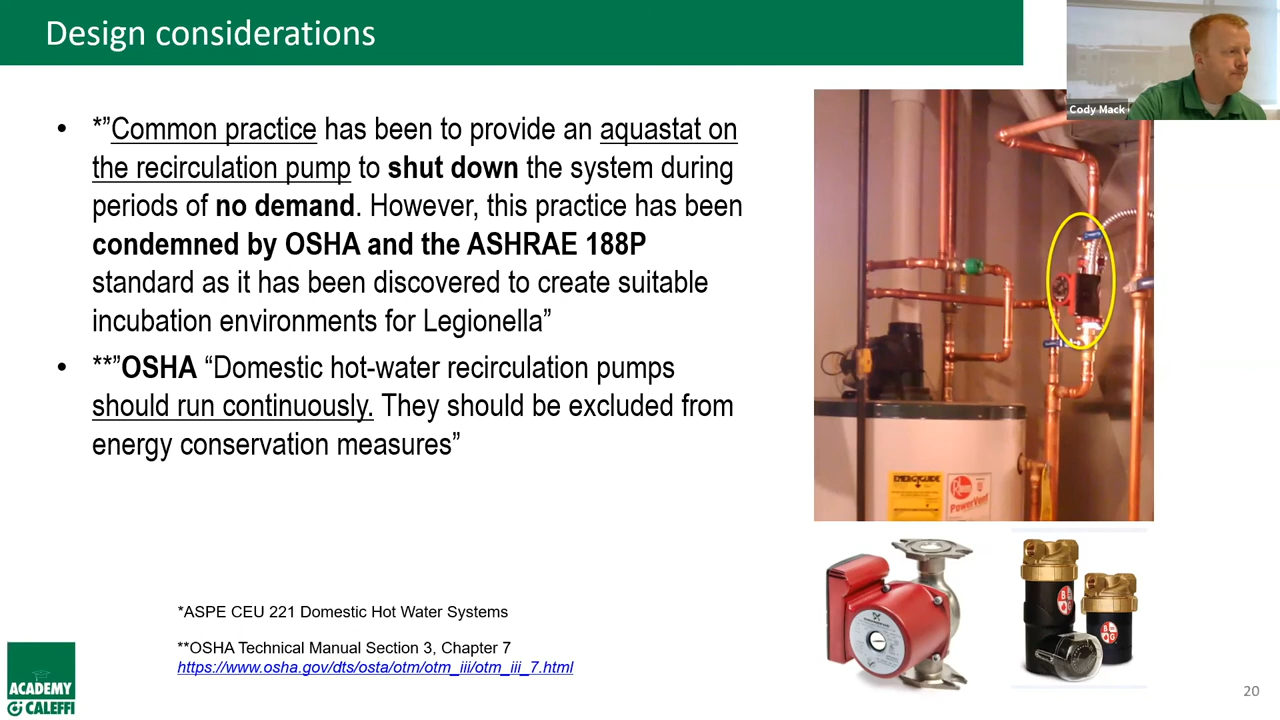 Design considerations
Cody Mack
• *”Common practice has been to provide an aquastat on
the recirculation pump to shut down the system during
periods of no demand. However, this practice has been
condemned by OSHA and the ASHRAE 188P
standard as it has been discovered to create suitable
incubation environments for Legionella”
• **”OSHA “Domestic hot-water recirculation pumps
should run continuously. They should be excluded from
energy conservation measures”
ENERGYGUIDE
PowerVent
B
G
B
G
*ASPE CEU 221 Domestic Hot Water Systems
**OSHA Technical Manual Section 3, Chapter 7
https://www.osha.gov/dts/osta/otm/otm_iii/otm_iii_7.html
ACADEMY
CALEFFI
20